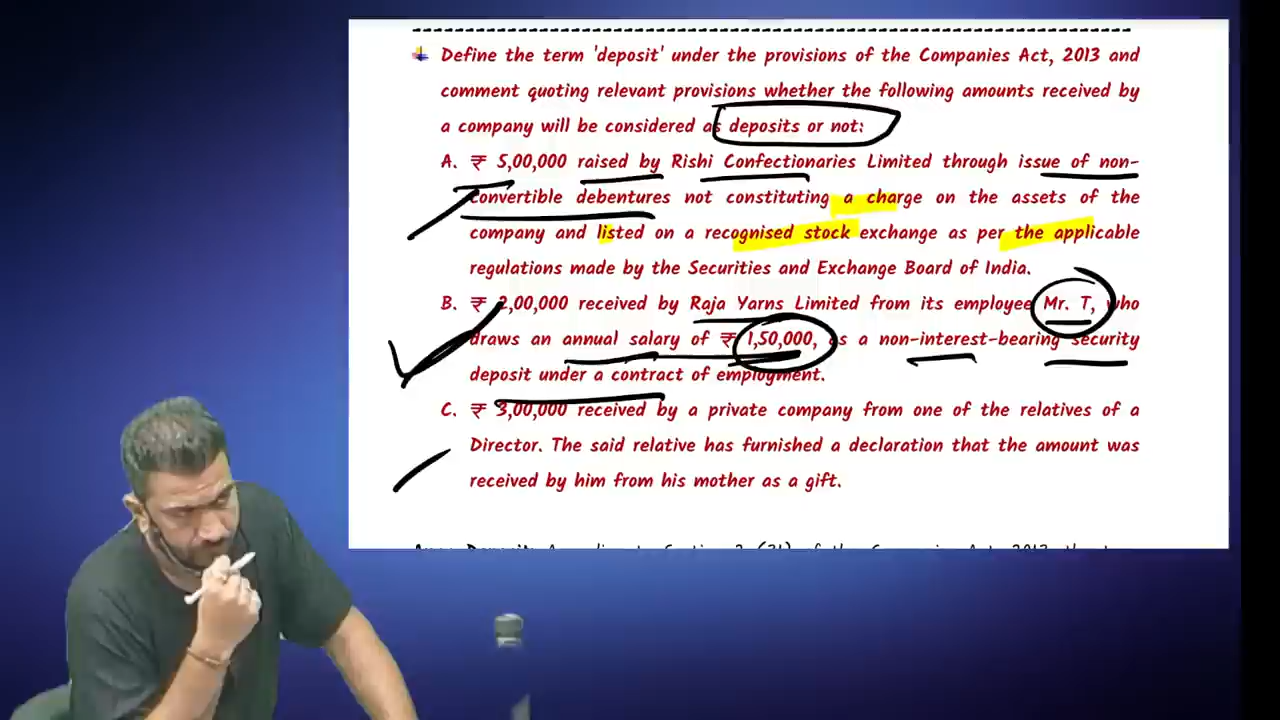 Define the term 'deposit' under the provisions of the Companies Act, 2013 and
comment quoting relevant provisions whether the following amounts received by
a company will be considered as deposits or not:
A. ₹ 5,00,000 raised by Rishi Confectionaries Limited through issue of non-
convertible debentures not constituting a charge on the assets of the
company and listed on a recognised stock exchange as per the applicable
regulations made by the Securities and Exchange Board of India.
B. ₹ 2,00,000 received by Raja Yarns Limited from its employee Mr. T, who
draws an annual salary of ₹ 1,50,000, as a non-interest-bearing security
deposit under a contract of employment.
C. ₹ 3,00,000 received by a private company from one of the relatives of a
Director. The said relative has furnished a declaration that the amount was
received by him from his mother as a gift.